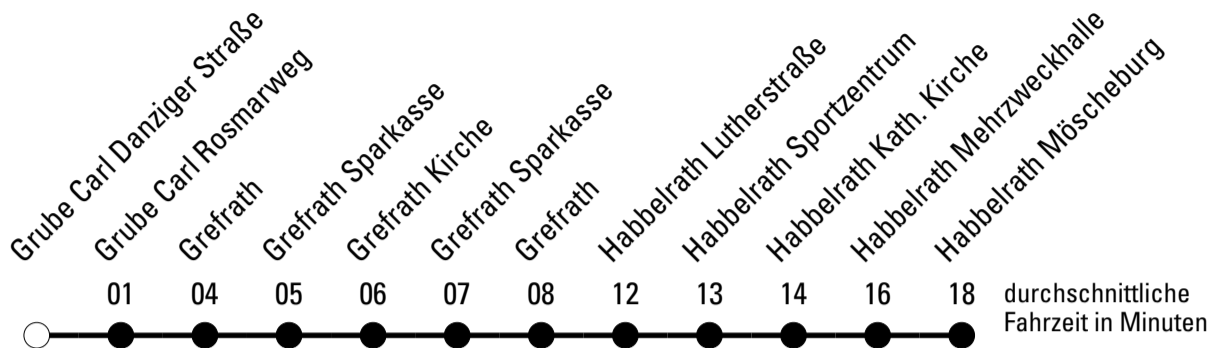 Grube Carl Danziger Straße
Grube Carl Rosmarweg
Grefrath
Grefrath Sparkasse
Grefrath Kirche
Grefrath Sparkasse
Grefrath
Habbelrath Lutherstraße
Habbelrath Sportzentrum
Habbelrath Kath. Kirche
Habbelrath Mehrzweckhalle
Habbelrath Möscheburg
01 04 05 06 07 08 12 13 14 16 18
durchschnittliche
Fahrzeit in Minuten